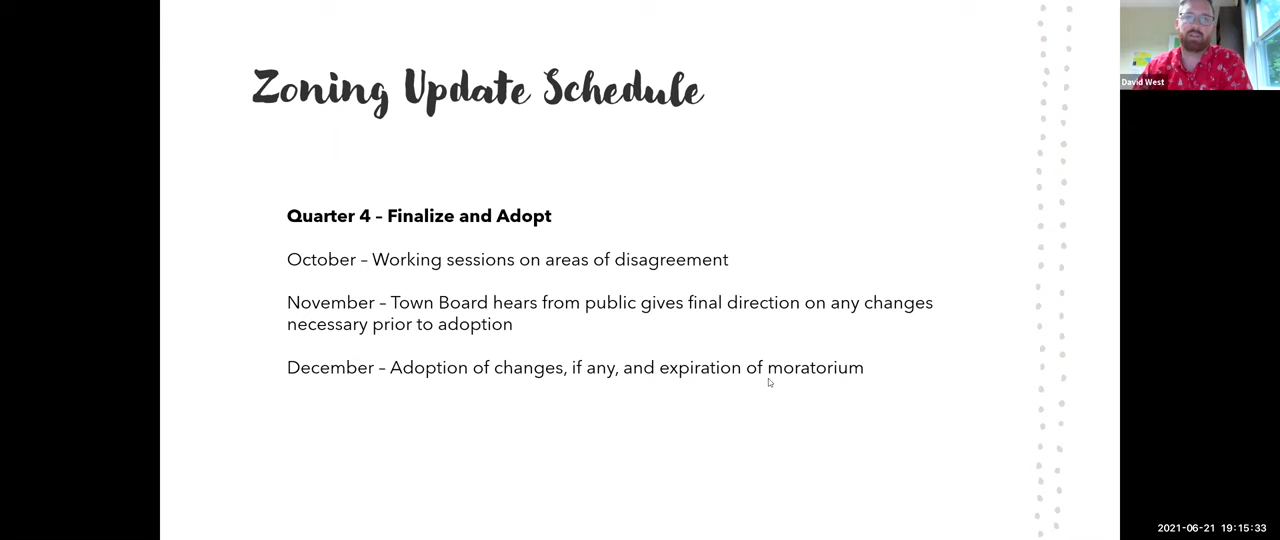 Zoning Update Schedule
David West
Quarter 4 – Finalize and Adopt
October – Working sessions on areas of disagreement
November – Town Board hears from public gives final direction on any changes
necessary prior to adoption
December – Adoption of changes, if any, and expiration of moratorium
2021-06-21 19:15:33